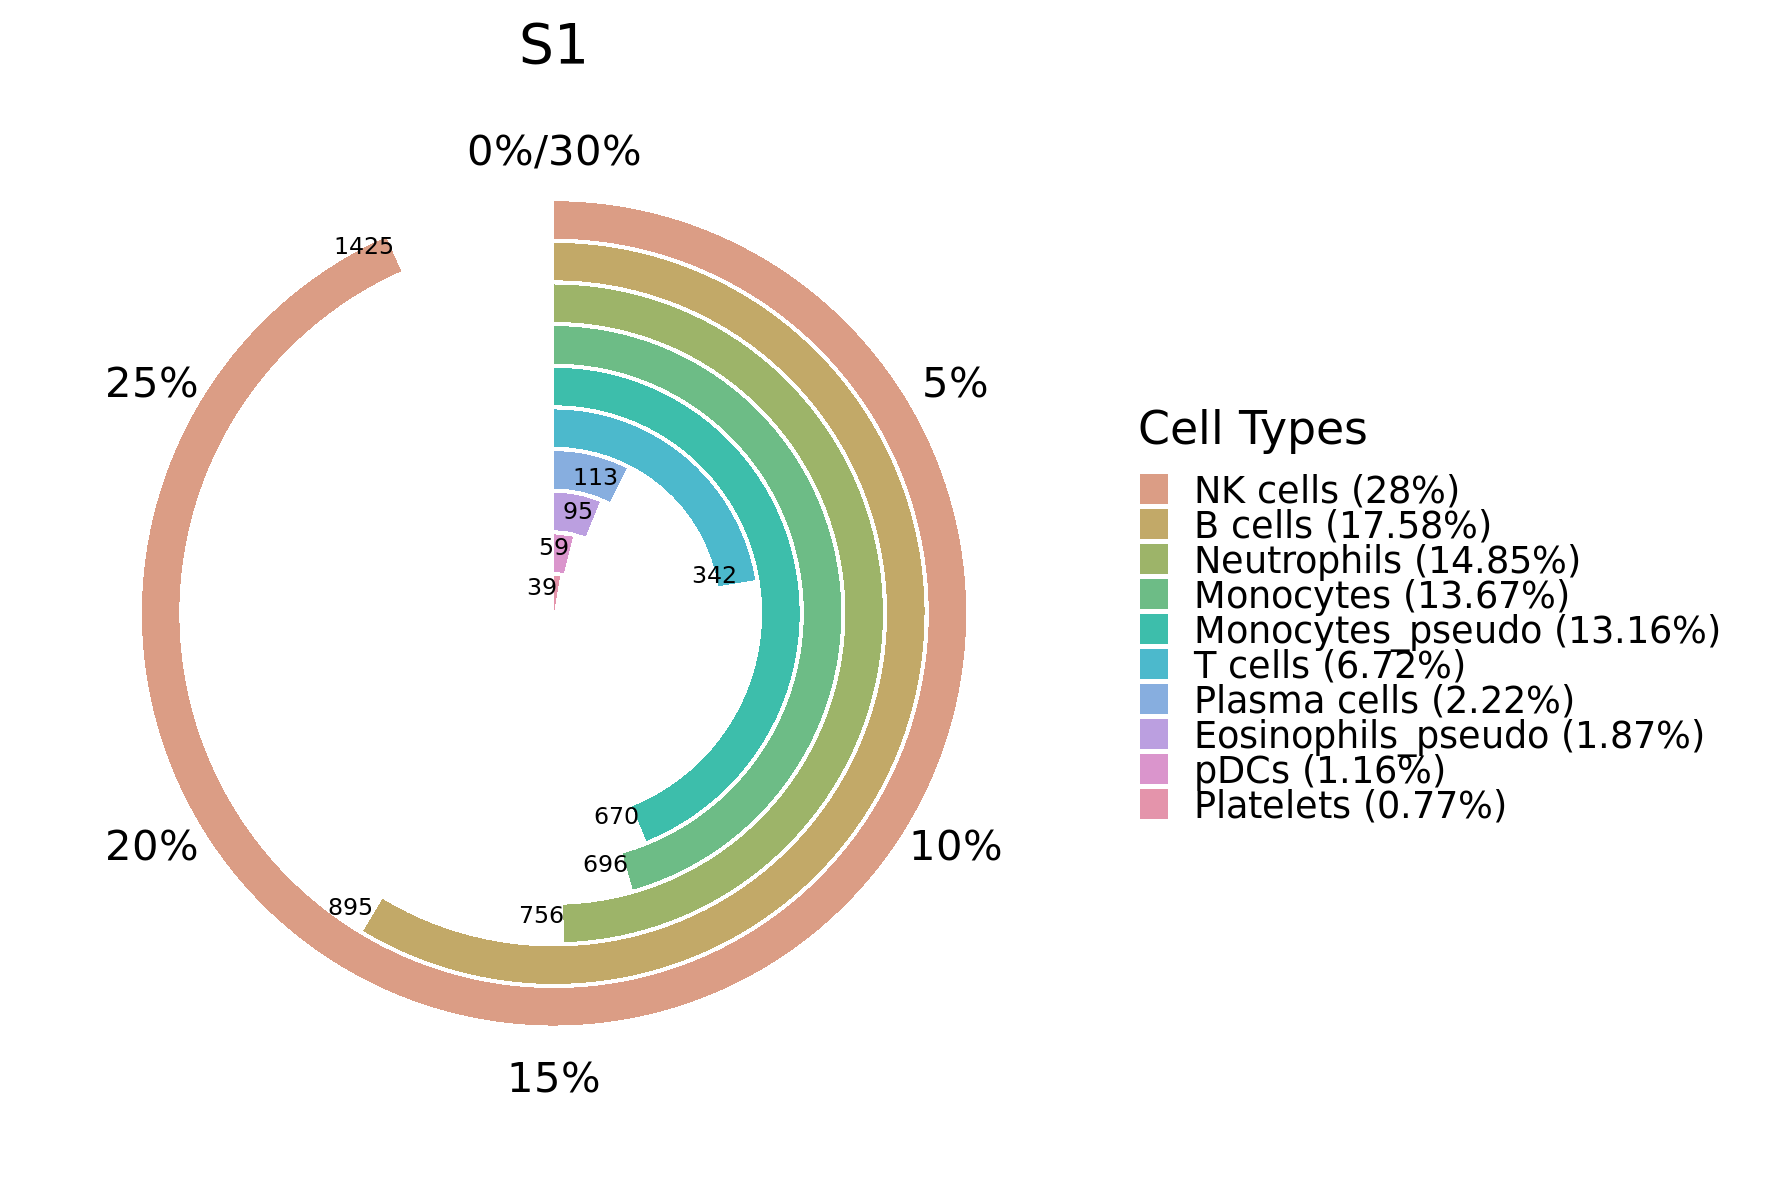 S1
0%/30%
1425
25%
5%
113
95
59
39
342
670
696
20%
10%
895
756
15%
Cell Types
NK cells (28%)
B cells (17.58%)
Neutrophils (14.85%)
Monocytes (13.67%)
Monocytes_pseudo (13.16%)
T cells (6.72%)
Plasma cells (2.22%)
Eosinophils_pseudo (1.87%)
pDCs (1.16%)
Platelets (0.77%)